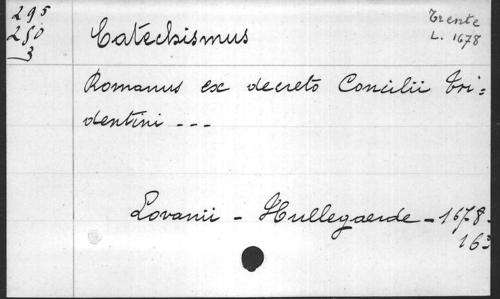 295
250
3
Trente
L. 1678
Catechismus
Romanus ex decreto Concilii Tri=
dentini - - -
Lovanii - Hullegaerde - 1678
163